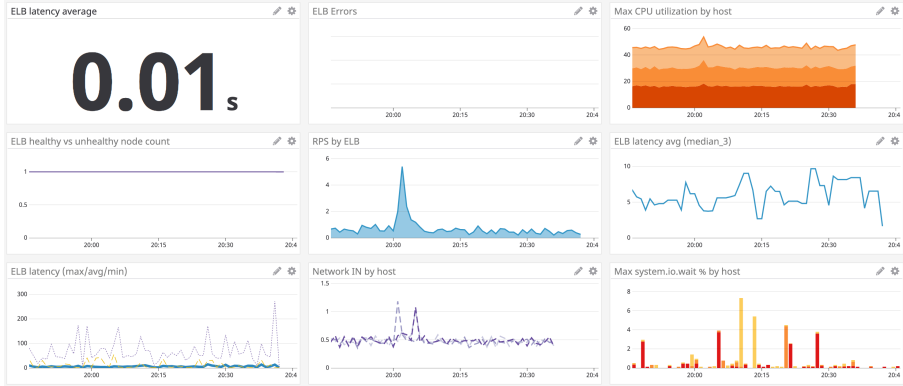 ELB latency average
0.01s
ELB Errors
20:00 20:15 20:30 20:4
Max CPU utilization by host
60
40
20
0
20:00 20:15 20:30 20:4
ELB healthy vs unhealthy node count
1
0.5
0
20:00 20:15 20:30 20:4
RPS by ELB
6
4
2
0
20:00 20:15 20:30 20:4
ELB latency avg (median_3)
10
5
0
20:00 20:15 20:30 20:4
ELB latency (max/avg/min)
300
200
100
0
20:00 20:15 20:30 20:4
Network IN by host
1.5
1
0.5
0
20:00 20:15 20:30 20:4
Max system.io.wait % by host
8
6
4
2
0
20:00 20:15 20:30 20:4